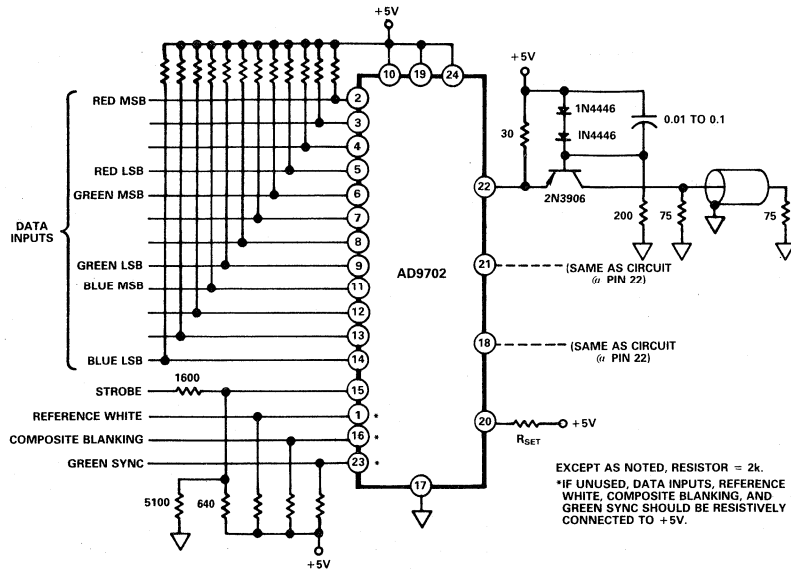 +5V
10
19
24
+5V
RED MSB
2
1N4446
3
30
IN4446
0.01 TO 0.1
4
RED LSB
5
GREEN MSB
6
22
2N3906
7
200
75
75
DATA
INPUTS
8
GREEN LSB
9
AD9702
21
(SAME AS CIRCUIT
@ PIN 22)
BLUE MSB
11
12
13
18
(SAME AS CIRCUIT
@ PIN 22)
BLUE LSB
14
1600
STROBE
15
REFERENCE WHITE
1
*
20
RSET
+5V
COMPOSITE BLANKING
16
*
GREEN SYNC
23
*
17
5100
640
+5V
EXCEPT AS NOTED, RESISTOR = 2k.
*IF UNUSED, DATA INPUTS, REFERENCE
WHITE, COMPOSITE BLANKING, AND
GREEN SYNC SHOULD BE RESISTIVELY
CONNECTED TO +5V.